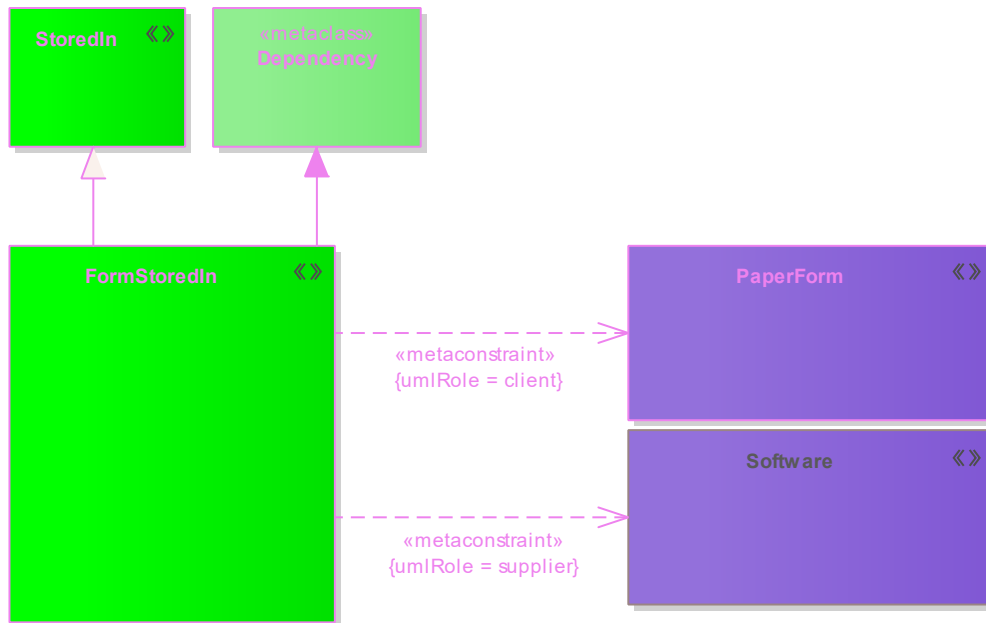 StoredIn «»
«metaclass»
Dependency
FormStoredIn «»
PaperForm «»
«metaconstraint»
{umlRole = client}
Software «»
«metaconstraint»
{umlRole = supplier}